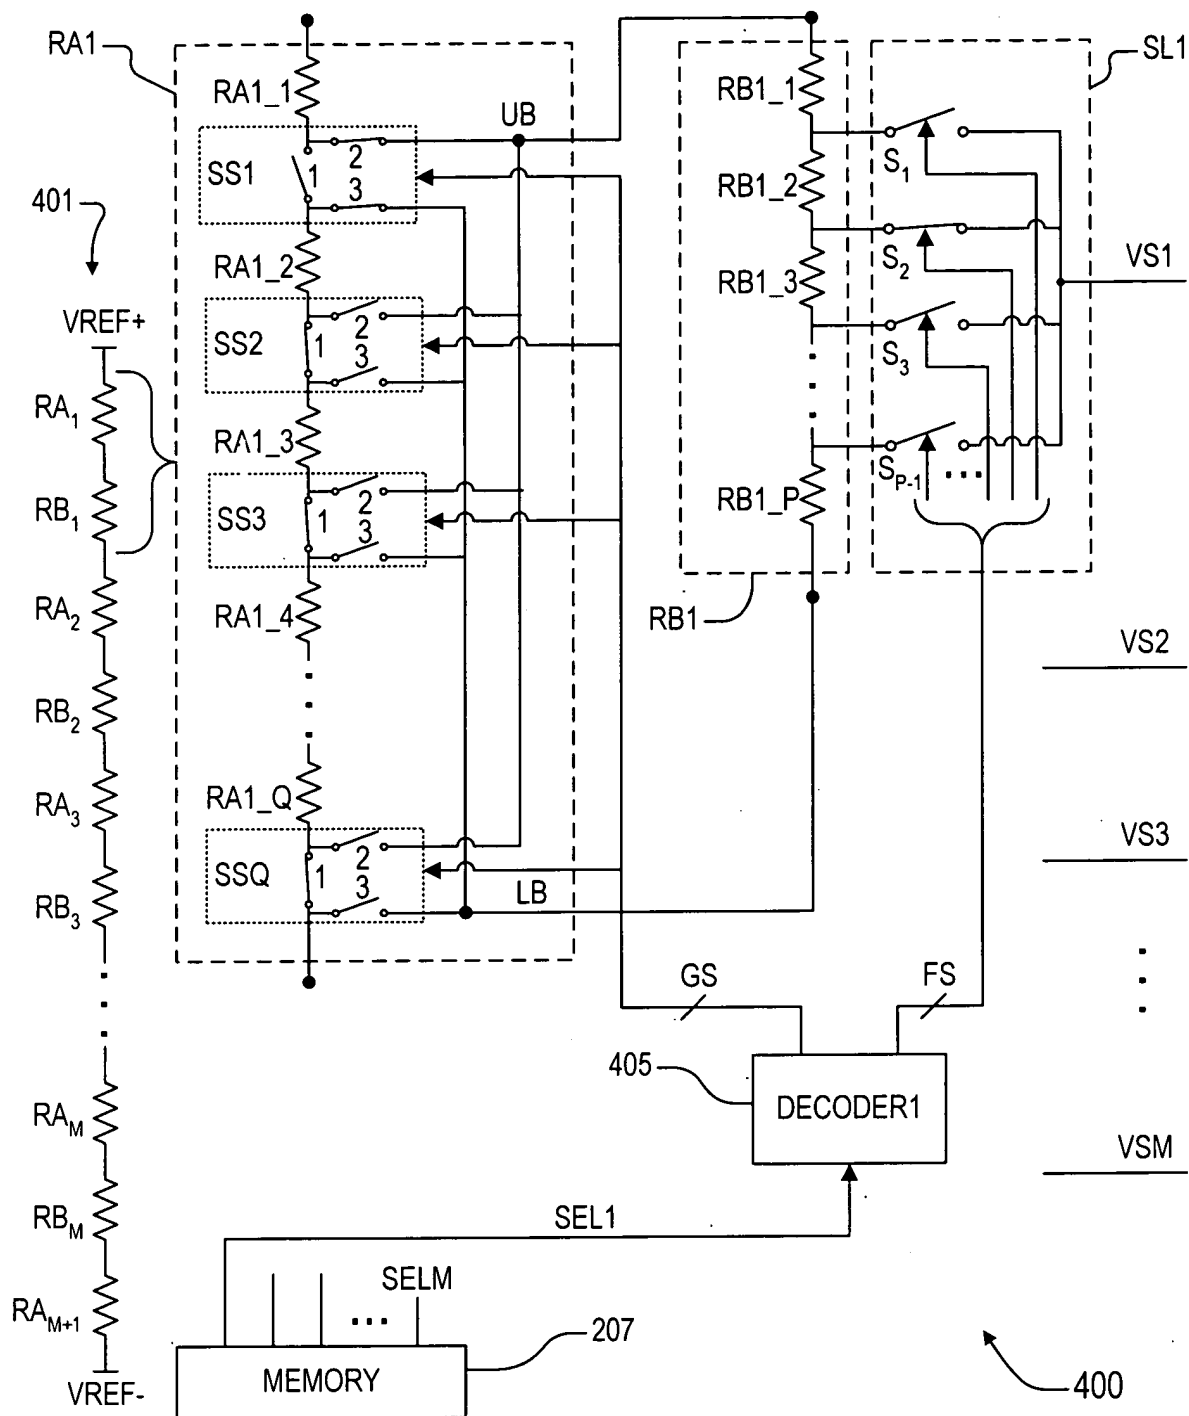 RA1
RA1_1
UB
SS1
1
2
3
RA1_2
SS2
1
2
3
RA1_3
SS3
1
2
3
RA1_4
RA1_Q
SSQ
1
2
3
LB
401
VREF+
RA1
RB1
RA2
RB2
RA3
RB3
RAM
RBM
RAM+1
VREF-
RB1_1
RB1_2
RB1_3
RB1_P
RB1
SL1
S1
S2
S3
SP-1
VS1
VS2
VS3
VSM
GS
FS
405
DECODER1
SEL1
SELM
207
MEMORY
400